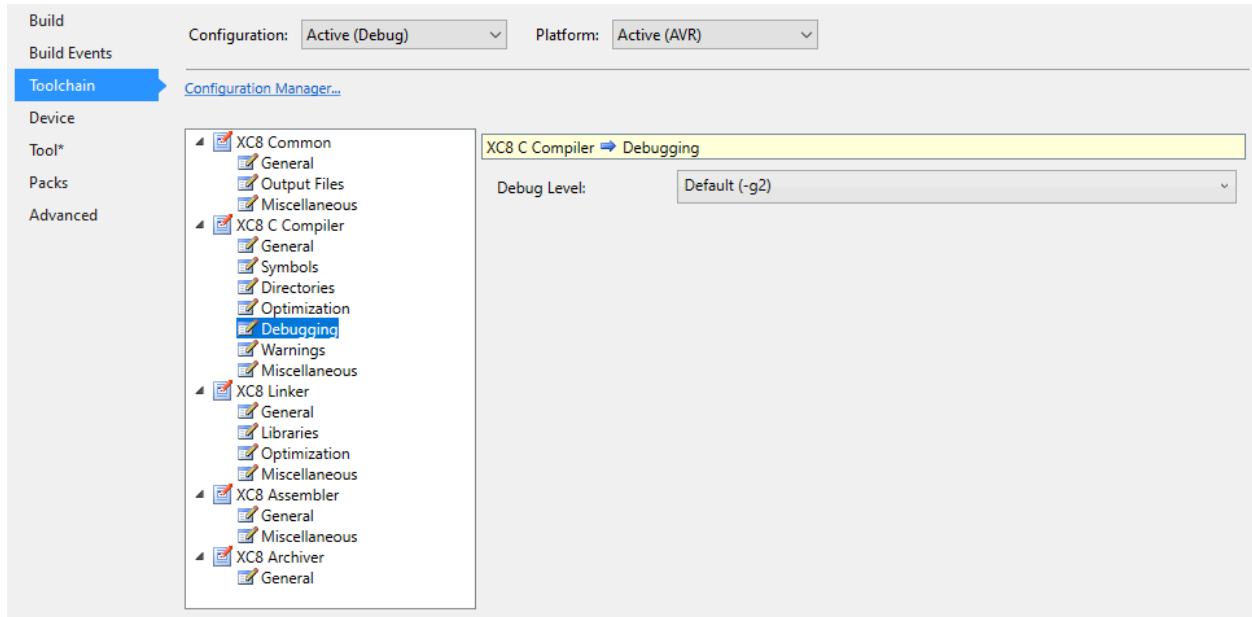 Build
Build Events
Toolchain
Device
Tool*
Packs
Advanced
Configuration: Active (Debug) Platform: Active (AVR)
Configuration Manager...
XC8 Common
General
Output Files
Miscellaneous
XC8 C Compiler
General
Symbols
Directories
Optimization
Debugging
Warnings
Miscellaneous
XC8 Linker
General
Libraries
Optimization
Miscellaneous
XC8 Assembler
General
Miscellaneous
XC8 Archiver
General
XC8 C Compiler ➡ Debugging
Debug Level: Default (-g2)